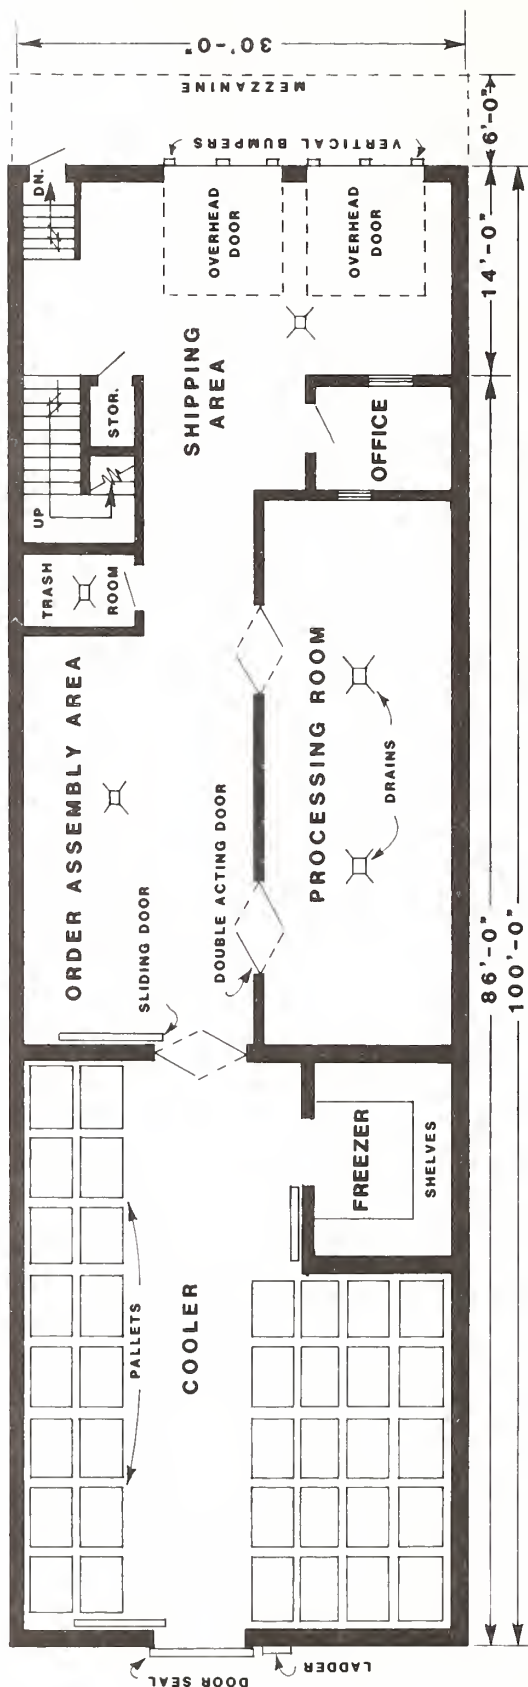 30'-0"
MEZZANINE
VERTICAL BUMPERS
6'-0"
DN.
OVERHEAD
DOOR
OVERHEAD
DOOR
14'-0"
SHIPPING
AREA
STOR.
UP
OFFICE
TRASH
ROOM
ORDER ASSEMBLY AREA
PROCESSING ROOM
DRAINS
SLIDING DOOR
DOUBLE ACTING DOOR
86'-0"
100'-0"
FREEZER
SHELVES
PALLETS
COOLER
DOOR SEAL
LADDER